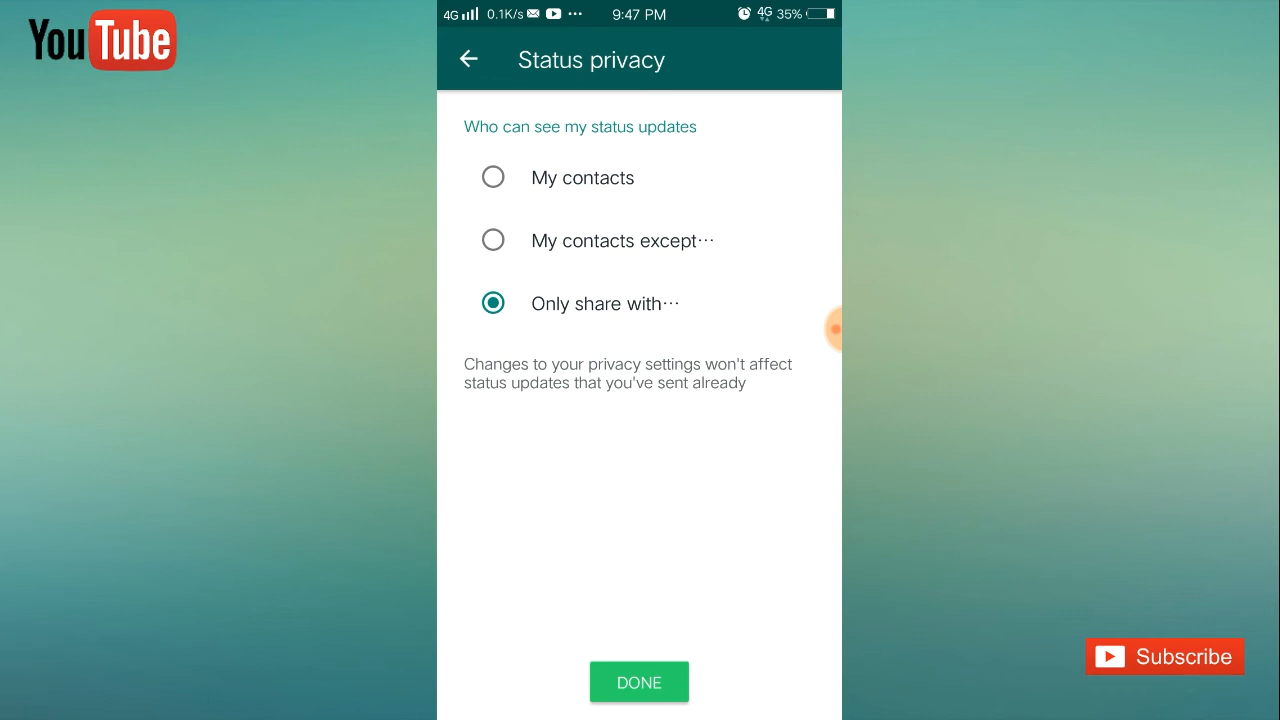 YouTube
4G 0.1K/s ··· 9:47 PM 4G 35%
Status privacy
Who can see my status updates
My contacts
My contacts except···
Only share with···
Changes to your privacy settings won't affect
status updates that you've sent already
DONE
Subscribe